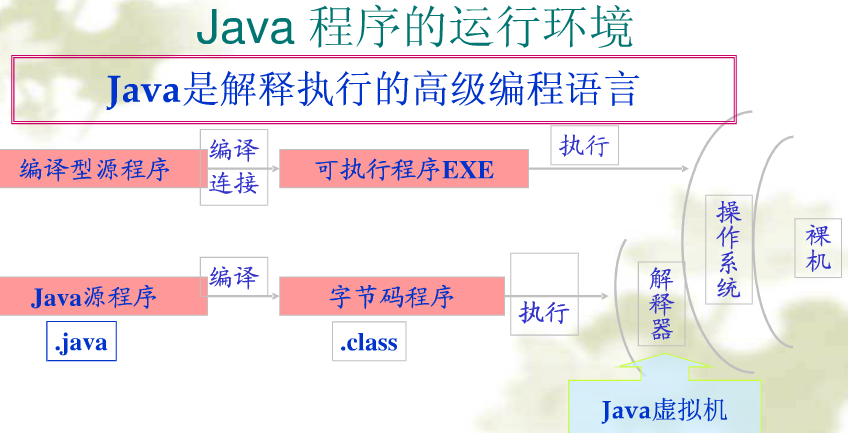 Java 程序的运行环境
Java是解释执行的高级编程语言
编译型源程序
编译
连接
可执行程序EXE
执行
操作系统
裸机
Java源程序
编译
字节码程序
执行
解释器
.java
.class
Java虚拟机